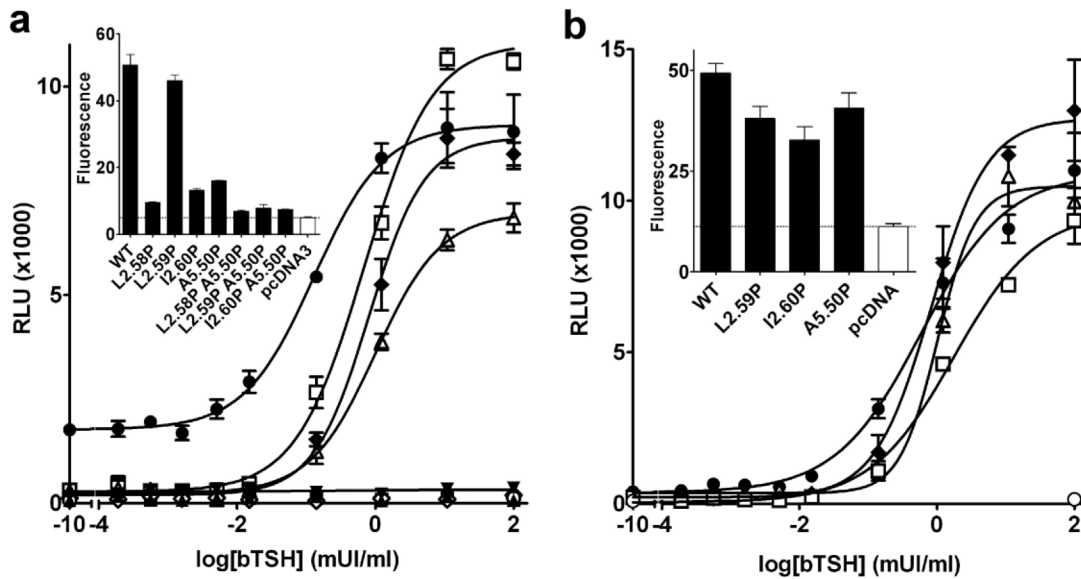 a
60
40
20
0
Fluorescence
WT
L2.58P
L2.59P
I2.60P
A5.50P
L2.58P A5.50P
L2.59P A5.50P
I2.60P A5.50P
pcDNA3
10
5
0
RLU (x1000)
-10 -4 -2 0 2
log[bTSH] (mUI/ml)
b
50
25
0
Fluorescence
WT
L2.59P
I2.60P
A5.50P
pcDNA
15
10
5
0
RLU (x1000)
-10 -4 -2 0 2
log[bTSH] (mUI/ml)